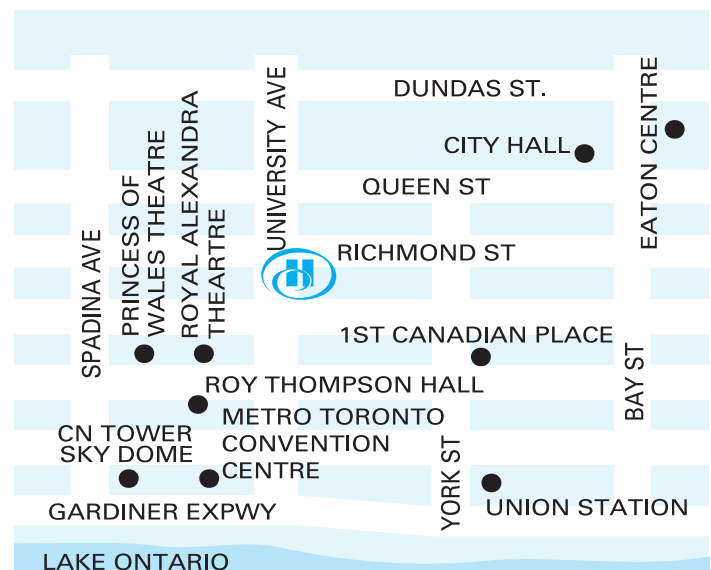 DUNDAS ST.
CITY HALL
EATON CENTRE
UNIVERSITY AVE
QUEEN ST
PRINCESS OF
WALES THEATRE
ROYAL ALEXANDRA
THEARTRE
SPADINA AVE
H
RICHMOND ST
1ST CANADIAN PLACE
BAY ST
ROY THOMPSON HALL
METRO TORONTO
CONVENTION
CENTRE
CN TOWER
SKY DOME
YORK ST
UNION STATION
GARDINER EXPWY
LAKE ONTARIO